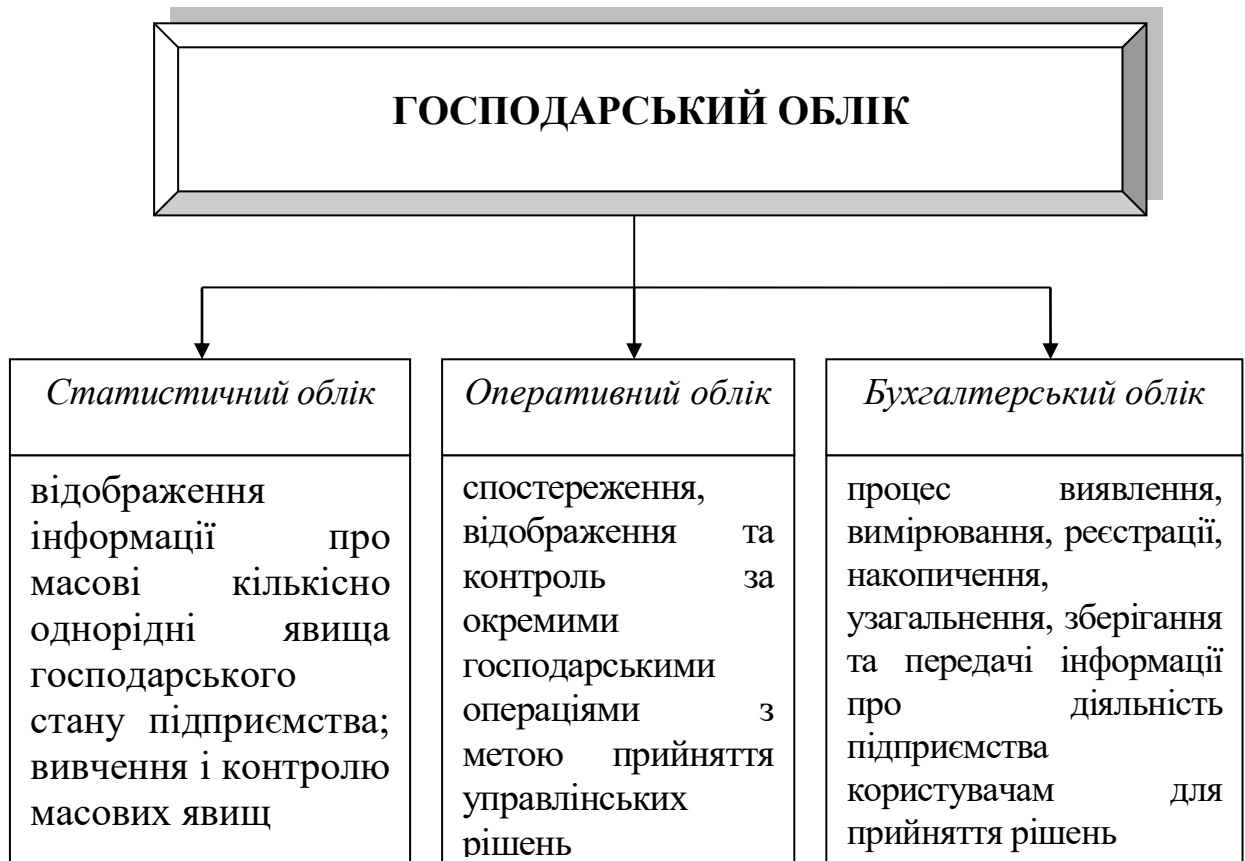 ГОСПОДАРСЬКИЙ ОБЛІК
Статистичний облік
відображення
інформації про
масові кількісно
однорідні явища
господарського
стану підприємства;
вивчення і контролю
масових явищ
Оперативний облік
спостереження,
відображення та
контроль за
окремими
господарськими
операціями з
метою прийняття
управлінських
рішень
Бухгалтерський облік
процес виявлення,
вимірювання, реєстрації,
накопичення,
узагальнення, зберігання
та передачі інформації
про діяльність
підприємства
користувачам для
прийняття рішень